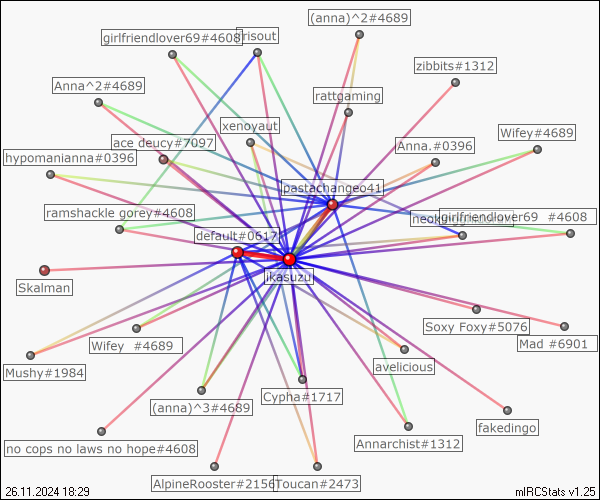 (anna)^2#4689
girlfriendlover69#4608
risout
zibbits#1312
Anna^2#4689
rattgaming
xenoyaut
Wifey#4689
ace deucy#7097
Anna.#0396
hypomanianna#0396
pastachangeo41
ramshackle gorey#4608
girlfriendlover69 #4608
default#0617
ikasuzu
Skalman
Soxy Foxy#5076
Mad #6901
Wifey #4689
avelicious
Mushy#1984
Cypha#1717
(anna)^3#4689
fakedingo
no cops no laws no hope#4608
Annarchist#1312
AlpineRooster#2156
Toucan#2473
26.11.2024 18:29
mIRCStats v1.25